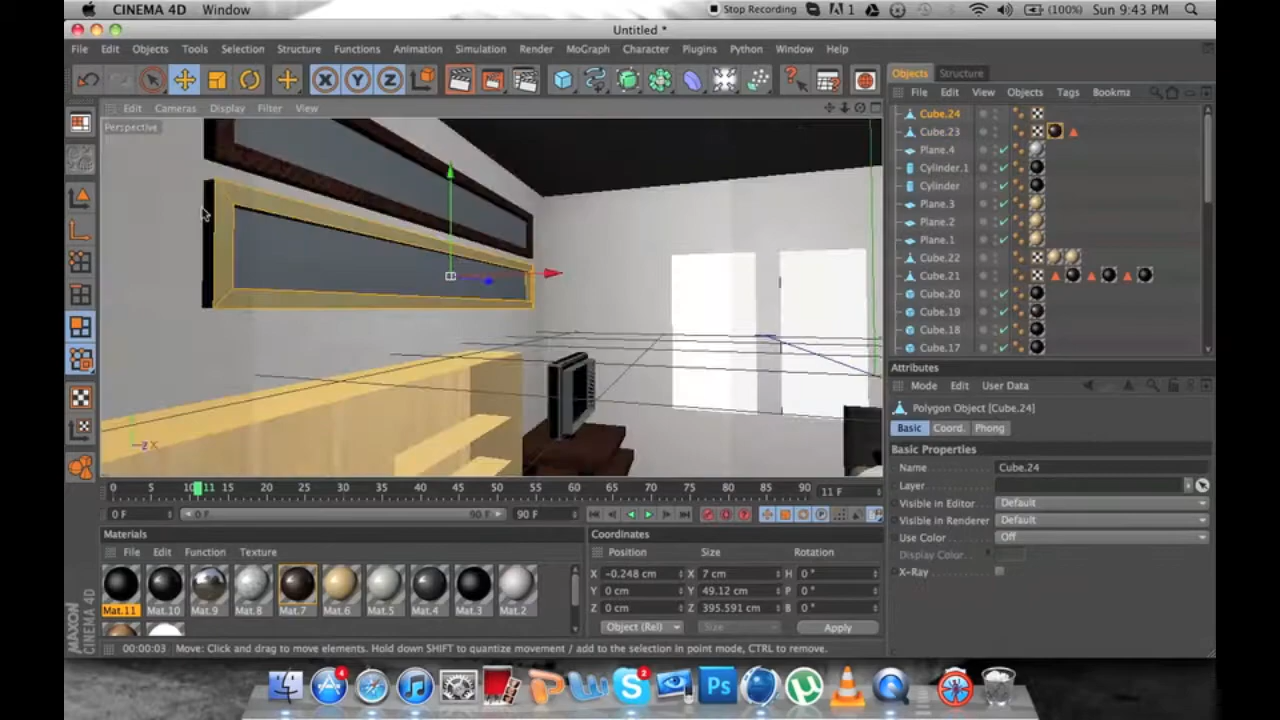 CINEMA 4D Window Stop Recording A 1 (100%) Sun 9:43 PM
Untitled *
File Edit Objects Tools Selection Structure Functions Animation Simulation Render MoGraph Character Plugins Python Window Help
X Y Z
Objects Structure
File Edit View Objects Tags Bookmz
Edit Cameras Display Filter View
Perspective
Cube.24
Cube.23
Plane.4
Cylinder.1
Cylinder
Plane.3
Plane.2
Plane.1
Cube.22
Cube.21
Cube.20
Cube.19
Cube.18
Cube.17
Attributes
Mode Edit User Data
Polygon Object [Cube.24]
Basic Coord. Phong
Basic Properties
Name Cube.24
Layer
Visible in Editor Default
Visible in Renderer Default
Use Color Off
Display Color
X-Ray
Z X
0 5 10 11 15 20 25 30 35 40 45 50 55 60 65 70 75 80 85 90 11 F
0 F 0 F 90 F 90 F
Materials
File Edit Function Texture
Mat.11 Mat.10 Mat.9 Mat.8 Mat.7 Mat.6 Mat.5 Mat.4 Mat.3 Mat.2
Coordinates
Position Size Rotation
X -0.248 cm X 7 cm H 0 °
Y 0 cm Y 49.12 cm P 0 °
Z 0 cm Z 395.591 cm B 0 °
Object (Rel) Size Apply
MAXON
CINEMA 4D
00:00:03 Move: Click and drag to move elements. Hold down SHIFT to quantize movement / add to the selection in point mode, CTRL to remove.
4 2 Ps